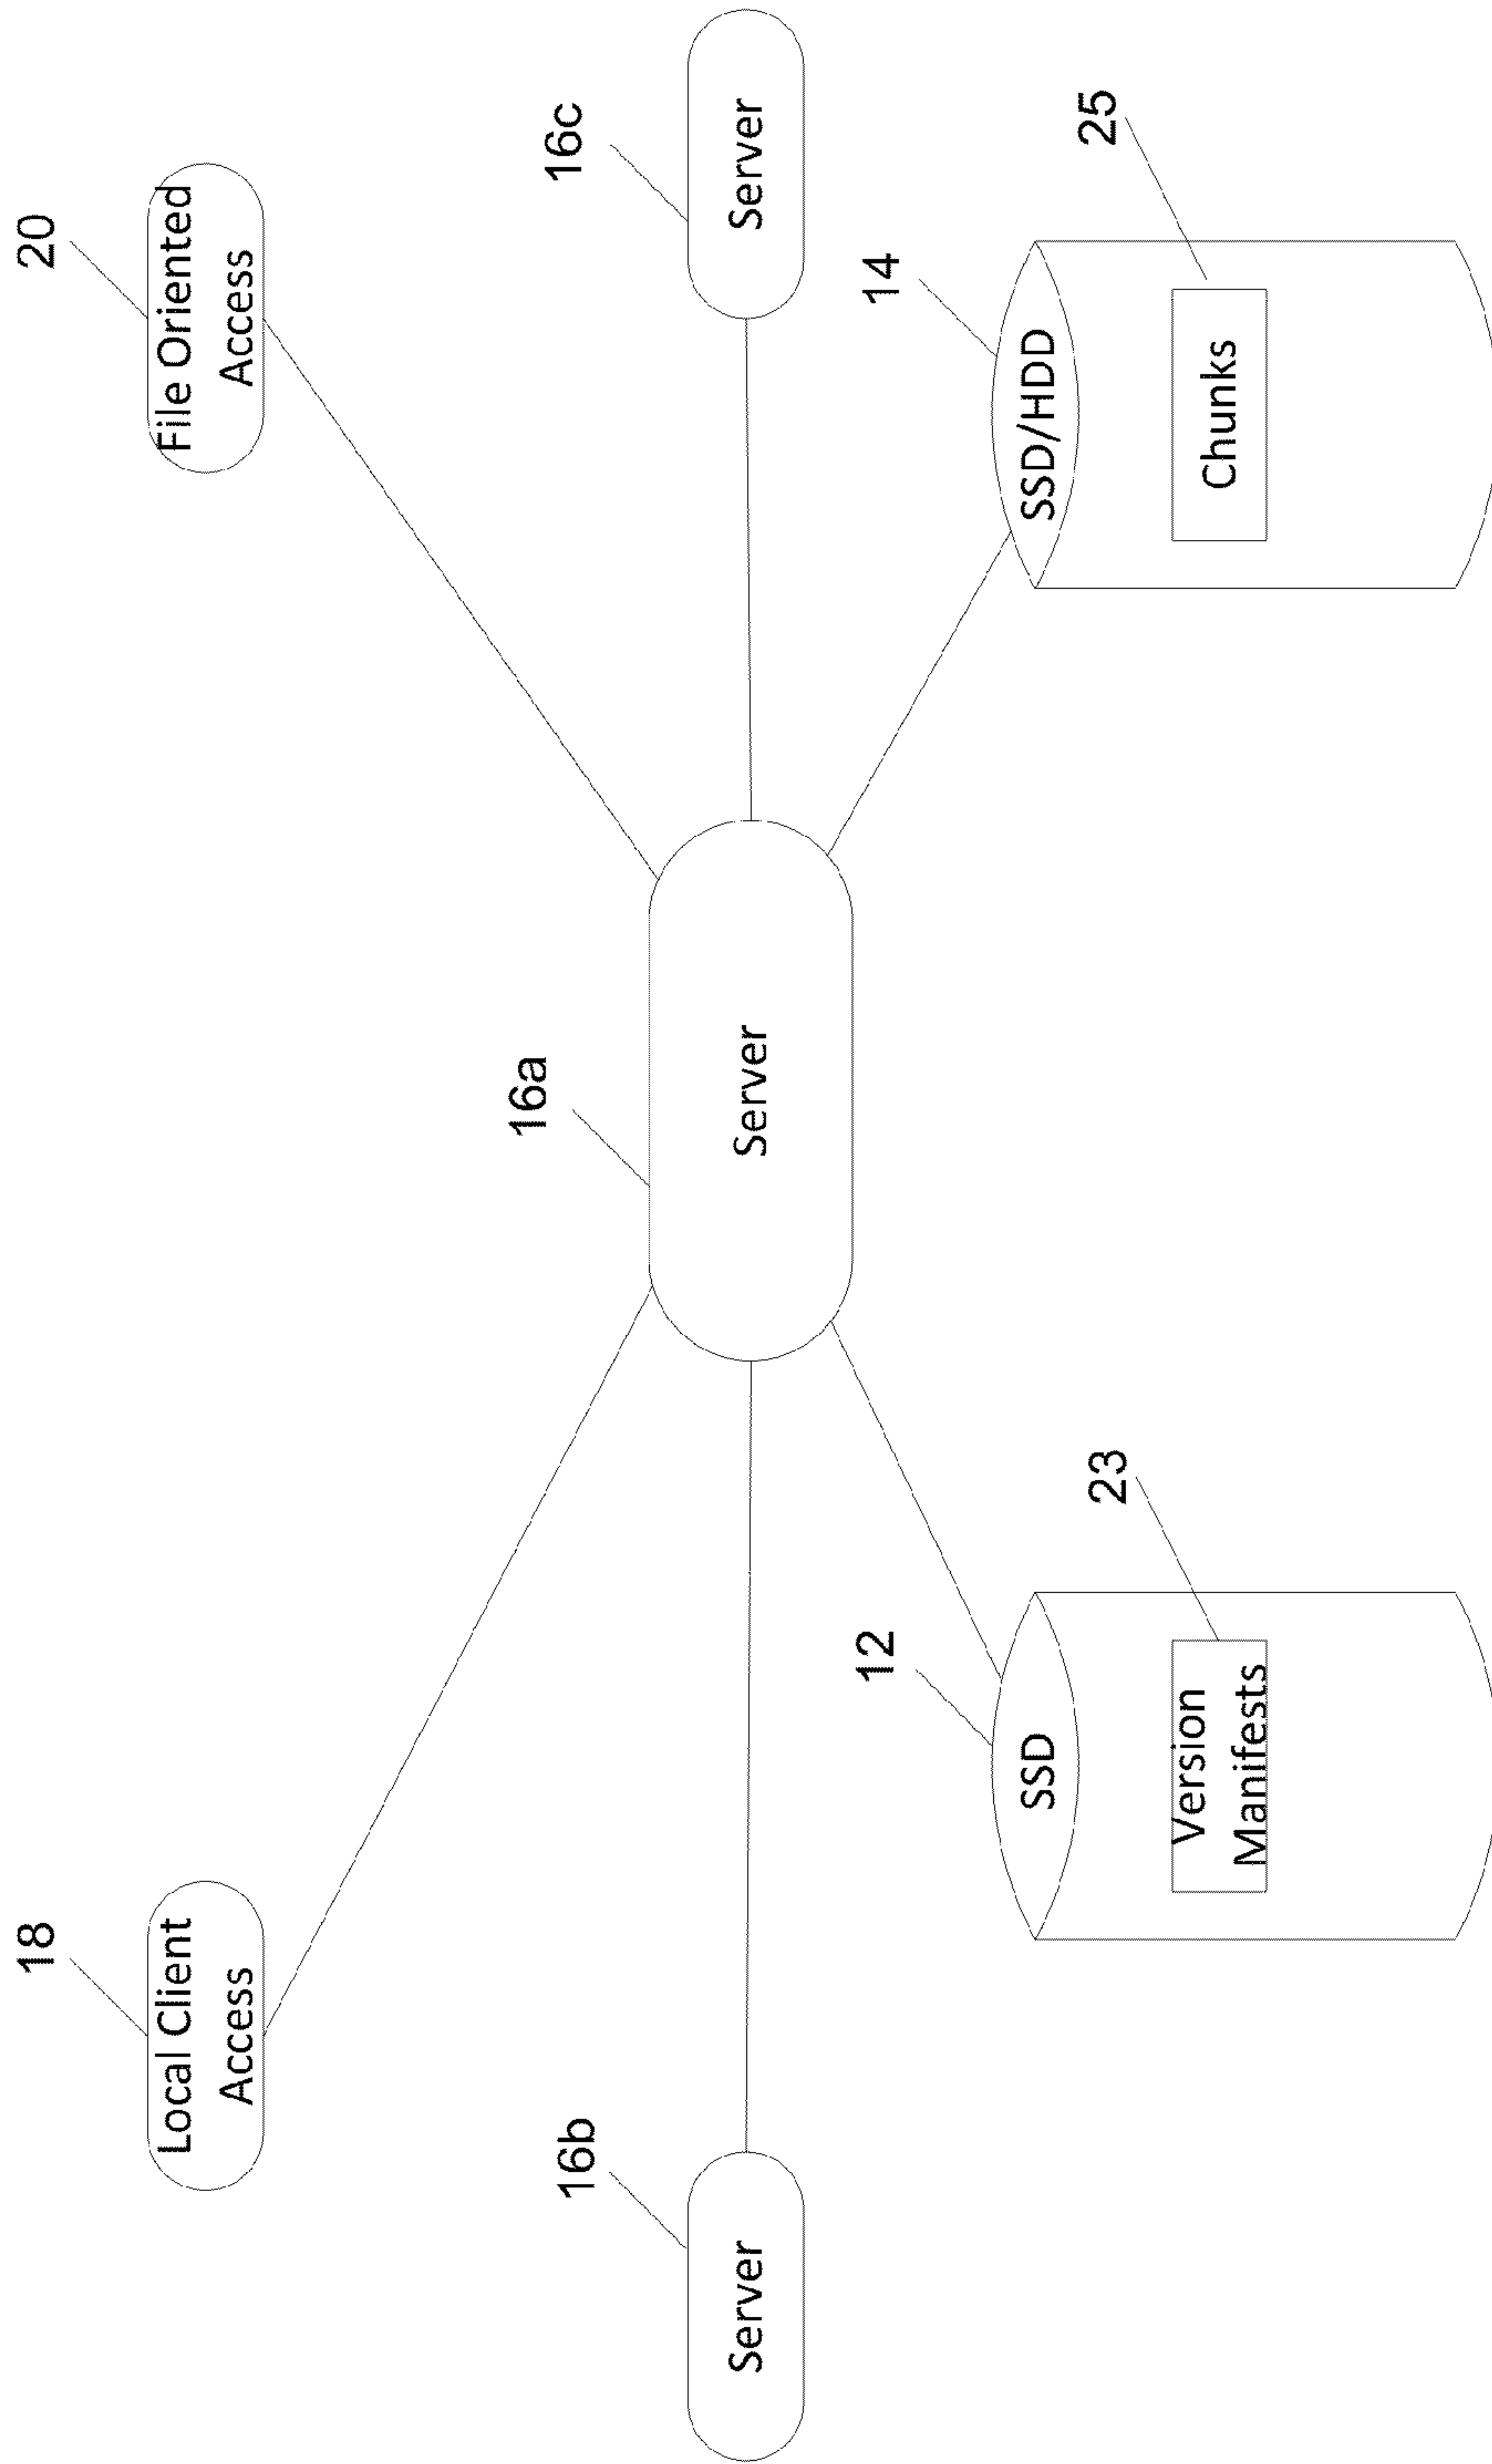 18
Local Client
Access
20
File Oriented
Access
16b
Server
16a
Server
16c
Server
12
SSD
23
Version
Manifests
14
SSD/HDD
25
Chunks